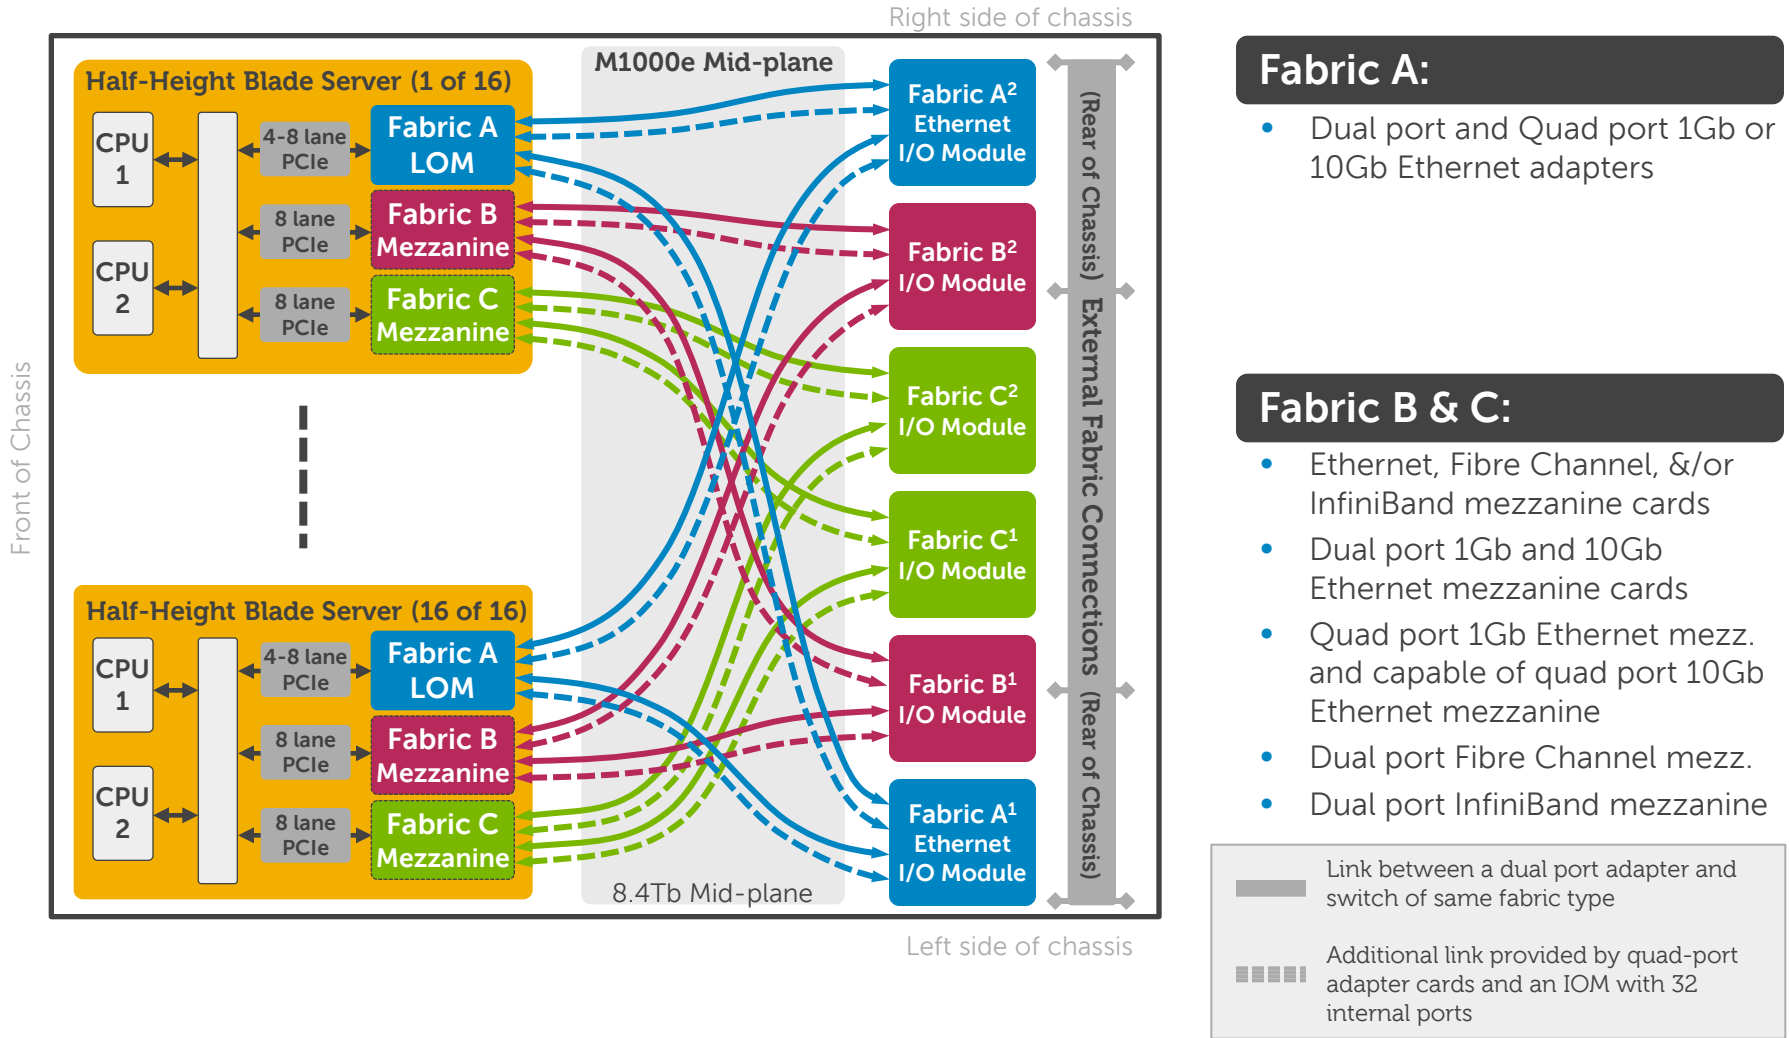 Right side of chassis
Front of Chassis
M1000e Mid-plane
Half-Height Blade Server (1 of 16)
CPU
1
CPU
2
4-8 lane
PCIe
8 lane
PCIe
8 lane
PCIe
Fabric A
LOM
Fabric B
Mezzanine
Fabric C
Mezzanine
Half-Height Blade Server (16 of 16)
CPU
1
CPU
2
4-8 lane
PCIe
8 lane
PCIe
8 lane
PCIe
Fabric A
LOM
Fabric B
Mezzanine
Fabric C
Mezzanine
8.4Tb Mid-plane
Fabric A²
Ethernet
I/O Module
Fabric B²
I/O Module
Fabric C²
I/O Module
Fabric C¹
I/O Module
Fabric B¹
I/O Module
Fabric A¹
Ethernet
I/O Module
(Rear of Chassis) External Fabric Connections (Rear of Chassis)
Left side of chassis
Fabric A:
• Dual port and Quad port 1Gb or
10Gb Ethernet adapters
Fabric B & C:
• Ethernet, Fibre Channel, &/or
InfiniBand mezzanine cards
• Dual port 1Gb and 10Gb
Ethernet mezzanine cards
• Quad port 1Gb Ethernet mezz.
and capable of quad port 10Gb
Ethernet mezzanine
• Dual port Fibre Channel mezz.
• Dual port InfiniBand mezzanine
Link between a dual port adapter and
switch of same fabric type
Additional link provided by quad-port
adapter cards and an IOM with 32
internal ports